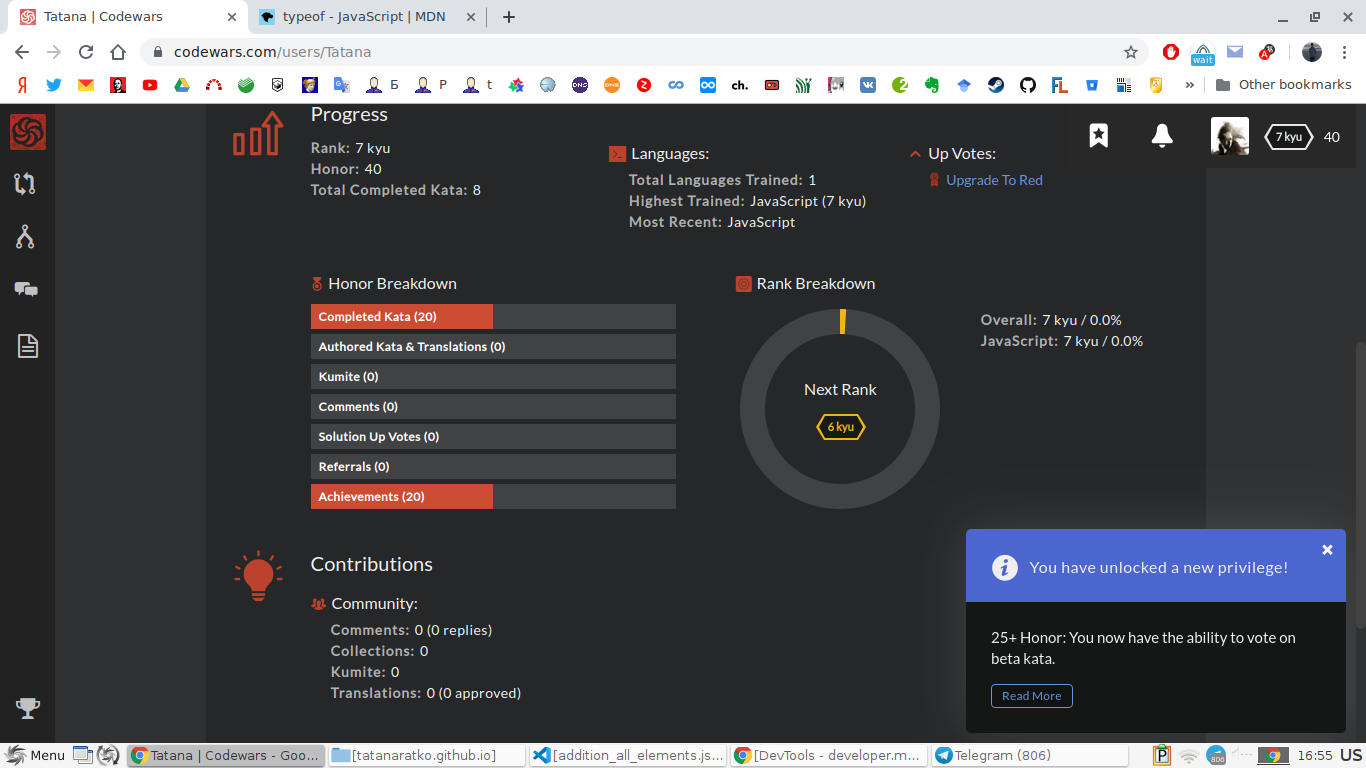 Tatana | Codewars
typeof - JavaScript | MDN
codewars.com/users/Tatana
wait
Я
Б
P
t
DNS
DNS
ch.
FL
»
Other bookmarks
Progress
Rank: 7 kyu
Honor: 40
Total Completed Kata: 8
Languages:
Total Languages Trained: 1
Highest Trained: JavaScript (7 kyu)
Most Recent: JavaScript
Up Votes:
Upgrade To Red
7 kyu
40
Honor Breakdown
Completed Kata (20)
Authored Kata & Translations (0)
Kumite (0)
Comments (0)
Solution Up Votes (0)
Referrals (0)
Achievements (20)
Rank Breakdown
Next Rank
6 kyu
Overall: 7 kyu / 0.0%
JavaScript: 7 kyu / 0.0%
Contributions
Community:
Comments: 0 (0 replies)
Collections: 0
Kumite: 0
Translations: 0 (0 approved)
You have unlocked a new privilege!
25+ Honor: You now have the ability to vote on
beta kata.
Read More
Menu
Tatana | Codewars - Goo...
[tatanaratko.github.io]
[addition_all_elements.js...
[DevTools - developer.m...
Telegram (806)
P
806
16:55
US